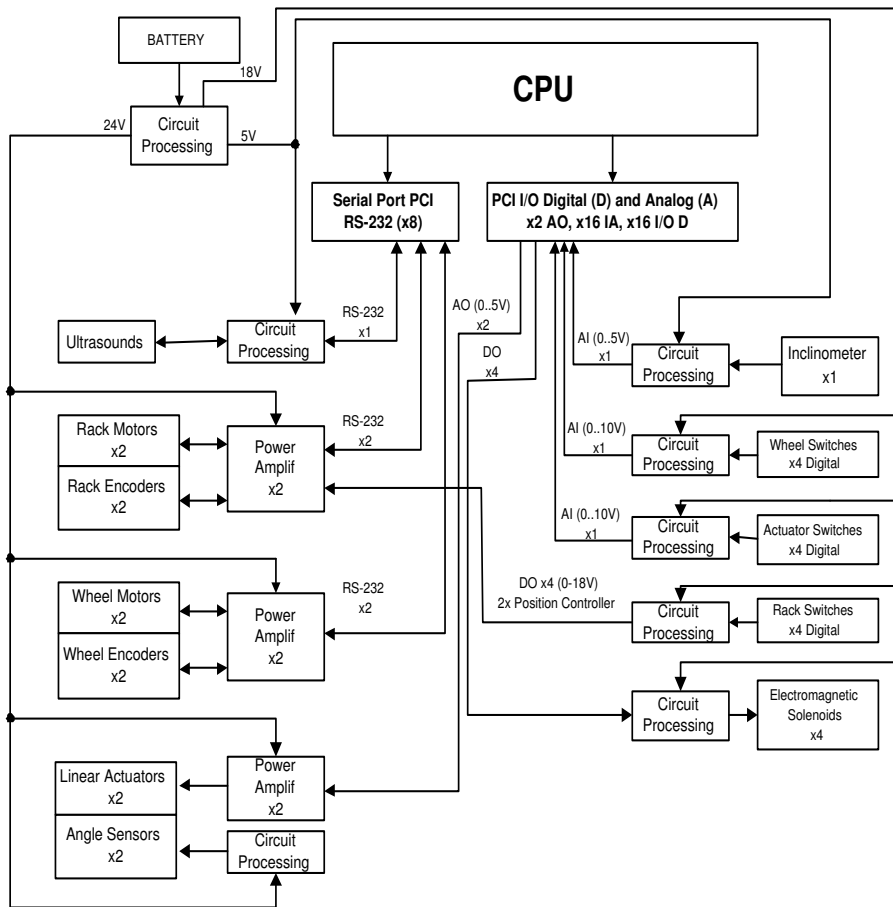 BATTERY
18V
CPU
24V
Circuit
Processing
5V
Serial Port PCI
RS-232 (x8)
PCI I/O Digital (D) and Analog (A)
x2 AO, x16 IA, x16 I/O D
Ultrasounds
Circuit
Processing
RS-232
x1
AO (0..5V)
x2
DO
x4
AI (0..5V)
x1
Circuit
Processing
Inclinometer
x1
Rack Motors
x2
Rack Encoders
x2
Power
Amplif
x2
RS-232
x2
AI (0..10V)
x1
Circuit
Processing
Wheel Switches
x4 Digital
AI (0..10V)
x1
Circuit
Processing
Actuator Switches
x4 Digital
Wheel Motors
x2
Wheel Encoders
x2
Power
Amplif
x2
RS-232
x2
DO x4 (0-18V)
2x Position Controller
Circuit
Processing
Rack Switches
x4 Digital
Circuit
Processing
Electromagnetic
Solenoids
x4
Linear Actuators
x2
Angle Sensors
x2
Power
Amplif
x2
Circuit
Processing